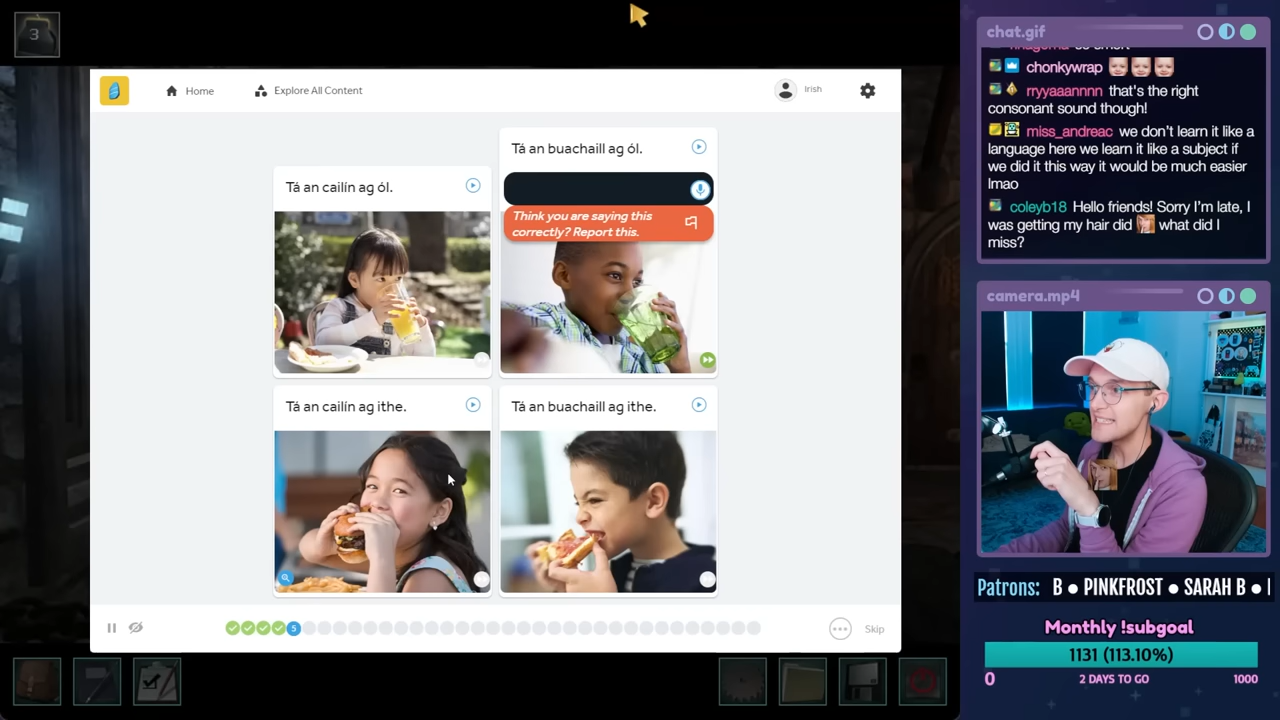 3
Home
Explore All Content
Irish
Tá an cailín ag ól.
Tá an buachaill ag ól.
Think you are saying this
correctly? Report this.
Tá an cailín ag ithe.
Tá an buachaill ag ithe.
5
Skip
chat.gif
chonkywrap
rryyaaannnn that's the right
consonant sound though!
miss_andreac we don't learn it like a
language here we learn it like a subject if
we did it this way it would be much easier
lmao
coleyb18 Hello friends! Sorry I'm late, I
was getting my hair did what did I
miss?
camera.mp4
Patrons: B ● PINKFROST ● SARAH B ●
Monthly !subgoal
1131 (113.10%)
0 2 DAYS TO GO 1000